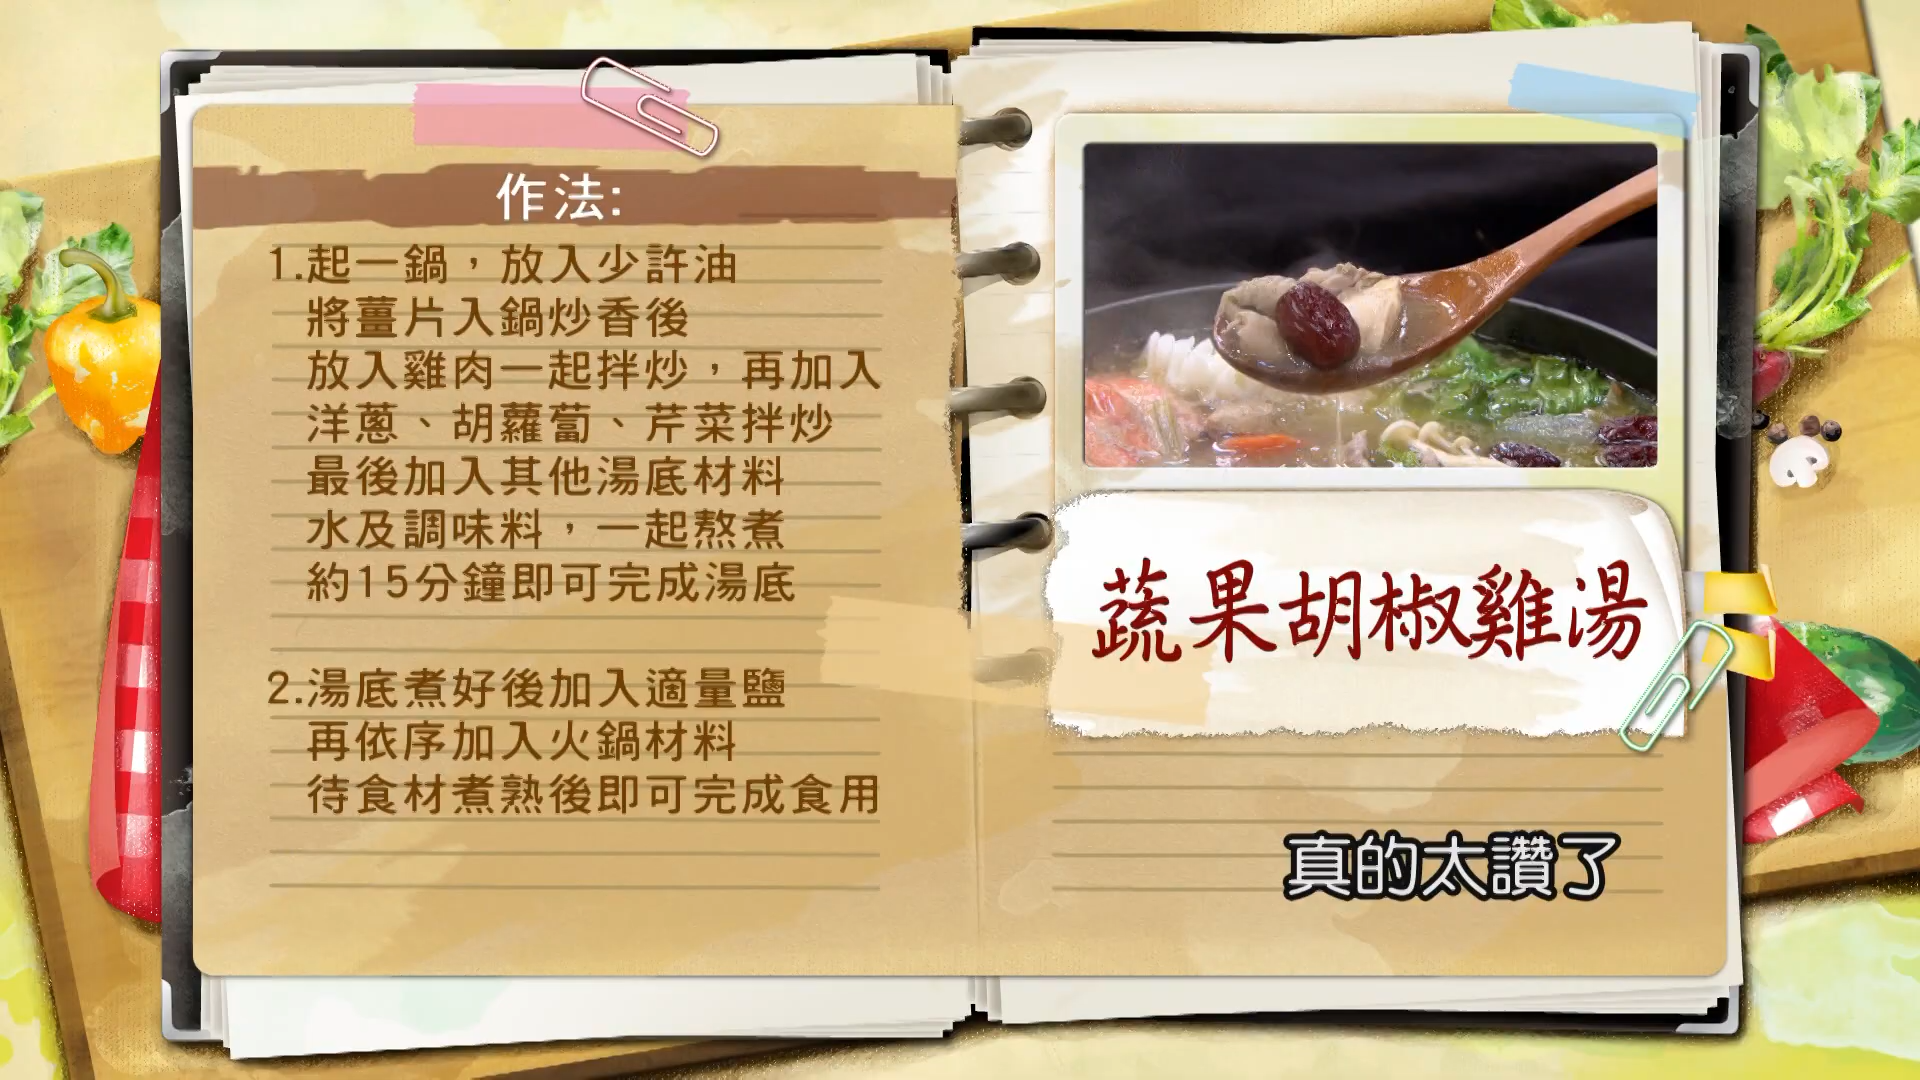 作法:
1.起一鍋，放入少許油
將薑片入鍋炒香後
放入雞肉一起拌炒，再加入
洋蔥、胡蘿蔔、芹菜拌炒
最後加入其他湯底材料
水及調味料，一起熬煮
約15分鐘即可完成湯底
2.湯底煮好後加入適量鹽
再依序加入火鍋材料
待食材煮熟後即可完成食用
蔬果胡椒雞湯
真的太讚了